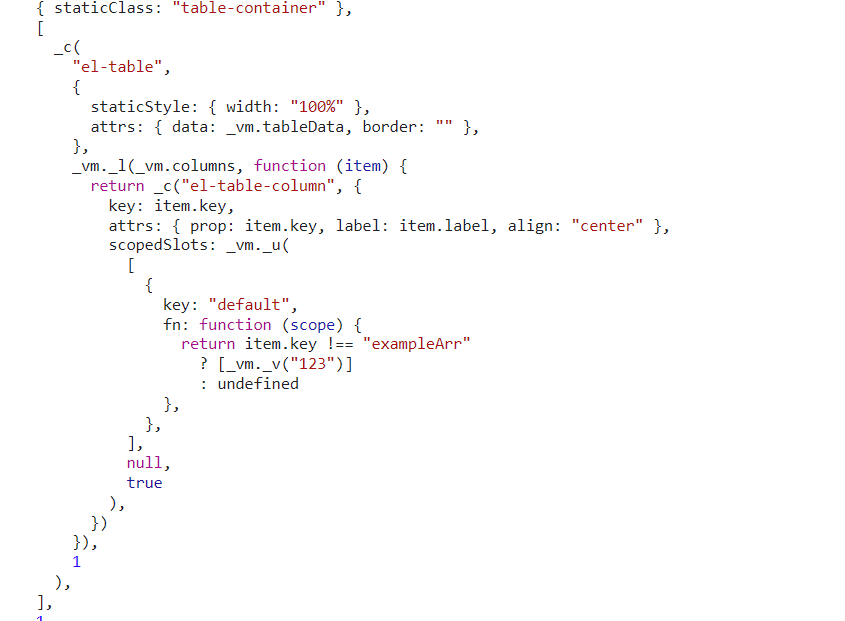 { staticClass: "table-container" },
[
_c(
"el-table",
{
staticStyle: { width: "100%" },
attrs: { data: _vm.tableData, border: "" },
},
_vm._l(_vm.columns, function (item) {
return _c("el-table-column", {
key: item.key,
attrs: { prop: item.key, label: item.label, align: "center" },
scopedSlots: _vm._u(
[
{
key: "default",
fn: function (scope) {
return item.key !== "exampleArr"
? [_vm._v("123")]
: undefined
},
},
],
null,
true
),
})
}),
1
),
],
1